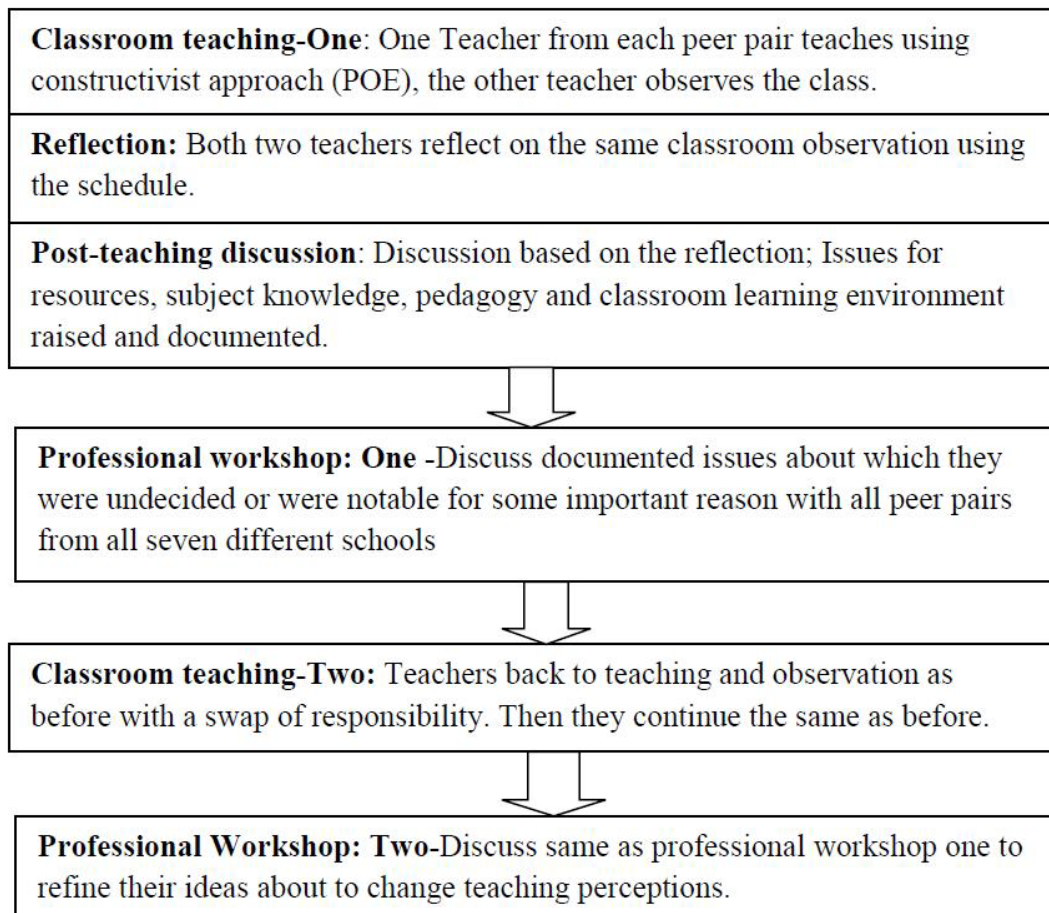 Classroom teaching-One: One Teacher from each peer pair teaches using
constructivist approach (POE), the other teacher observes the class.
Reflection: Both two teachers reflect on the same classroom observation using
the schedule.
Post-teaching discussion: Discussion based on the reflection; Issues for
resources, subject knowledge, pedagogy and classroom learning environment
raised and documented.
Professional workshop: One -Discuss documented issues about which they
were undecided or were notable for some important reason with all peer pairs
from all seven different schools
Classroom teaching-Two: Teachers back to teaching and observation as
before with a swap of responsibility. Then they continue the same as before.
Professional Workshop: Two-Discuss same as professional workshop one to
refine their ideas about to change teaching perceptions.